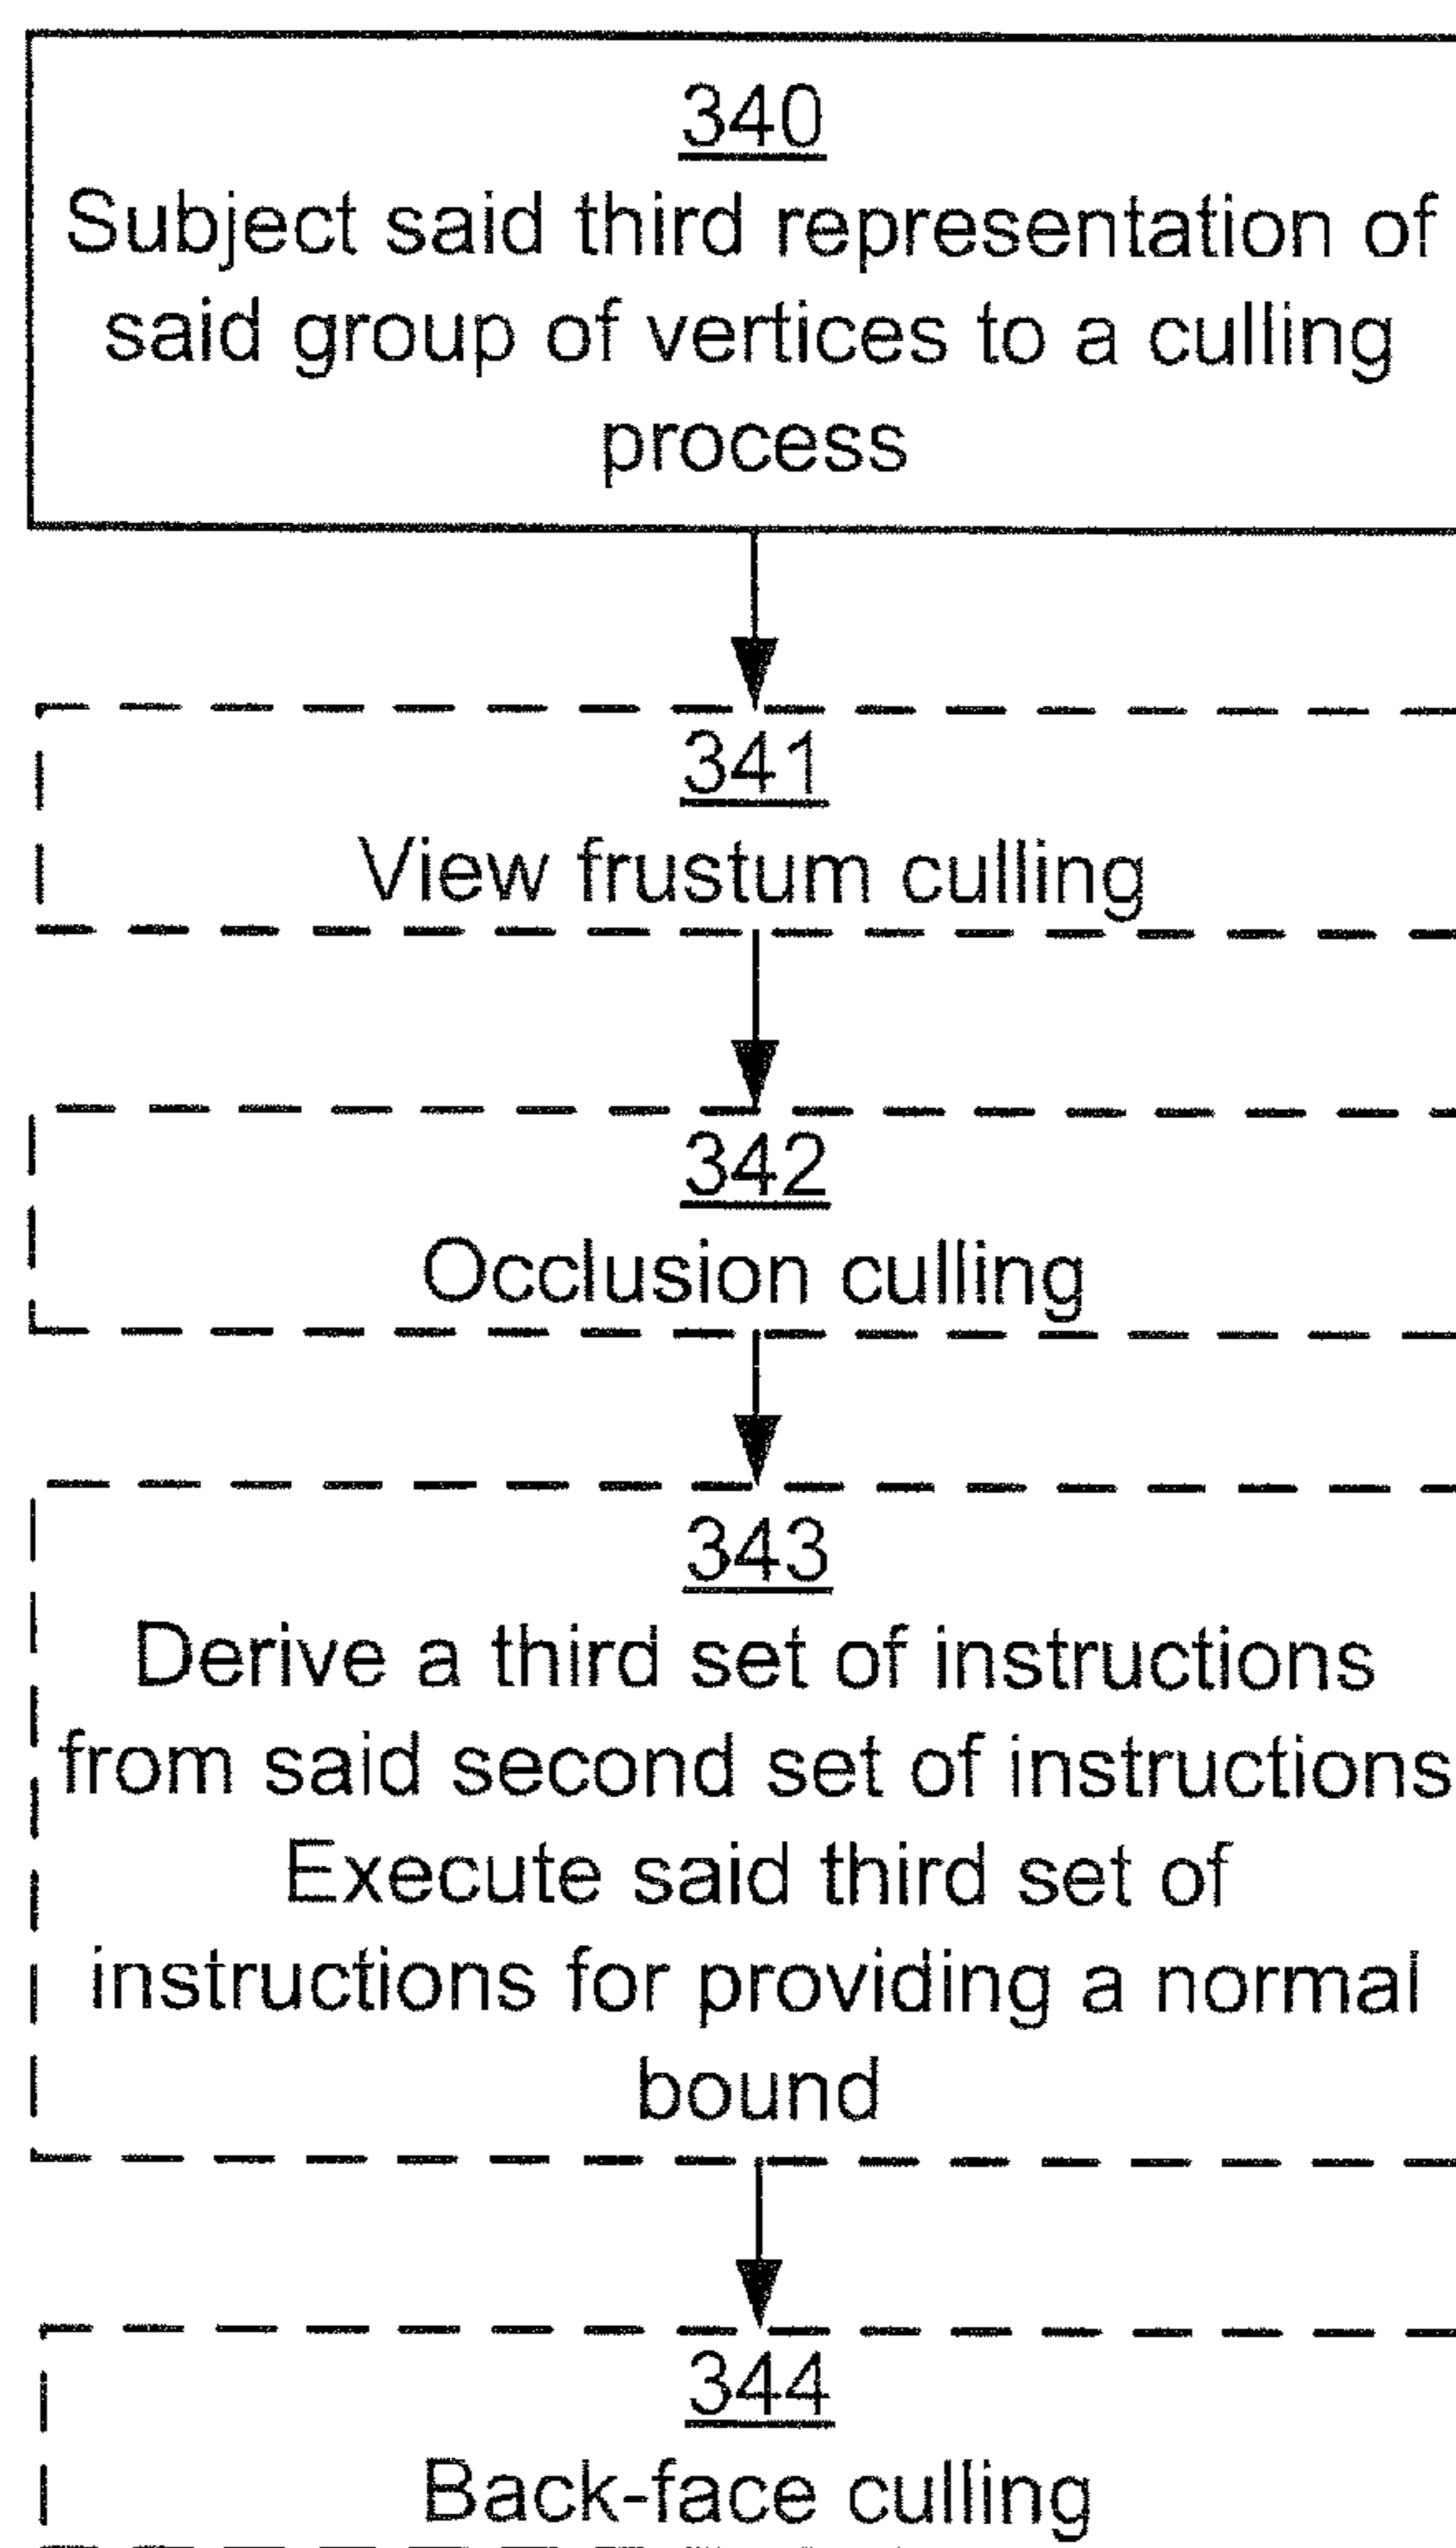 340
Subject said third representation of
said group of vertices to a culling
process
341
View frustum culling
342
Occlusion culling
343
Derive a third set of instructions
from said second set of instructions
Execute said third set of
instructions for providing a normal
bound
344
Back-face culling